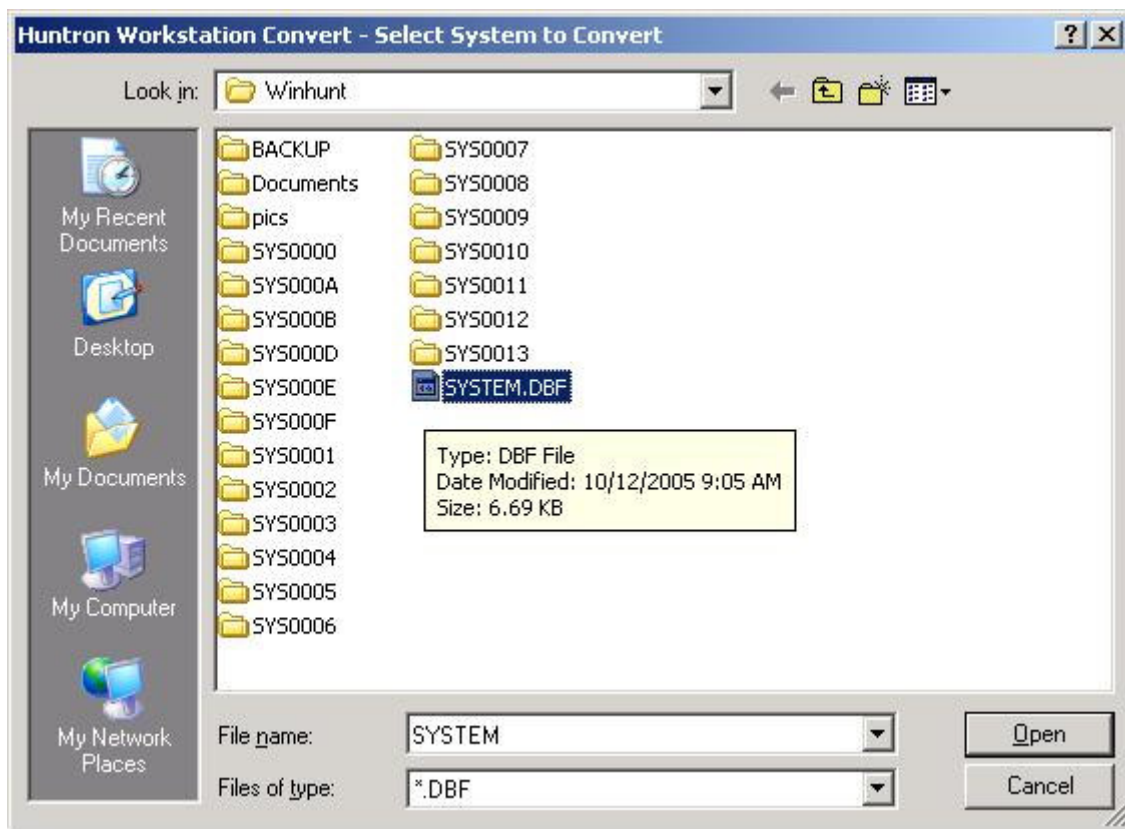 Huntron Workstation Convert - Select System to Convert
Look in:
Winhunt
My Recent
Documents
Desktop
My Documents
My Computer
My Network
Places
BACKUP
Documents
pics
SYS0000
SYS000A
SYS000B
SYS000D
SYS000E
SYS000F
SYS0001
SYS0002
SYS0003
SYS0004
SYS0005
SYS0006
SYS0007
SYS0008
SYS0009
SYS0010
SYS0011
SYS0012
SYS0013
SYSTEM.DBF
Type: DBF File
Date Modified: 10/12/2005 9:05 AM
Size: 6.69 KB
File name:
SYSTEM
Open
Files of type:
*.DBF
Cancel